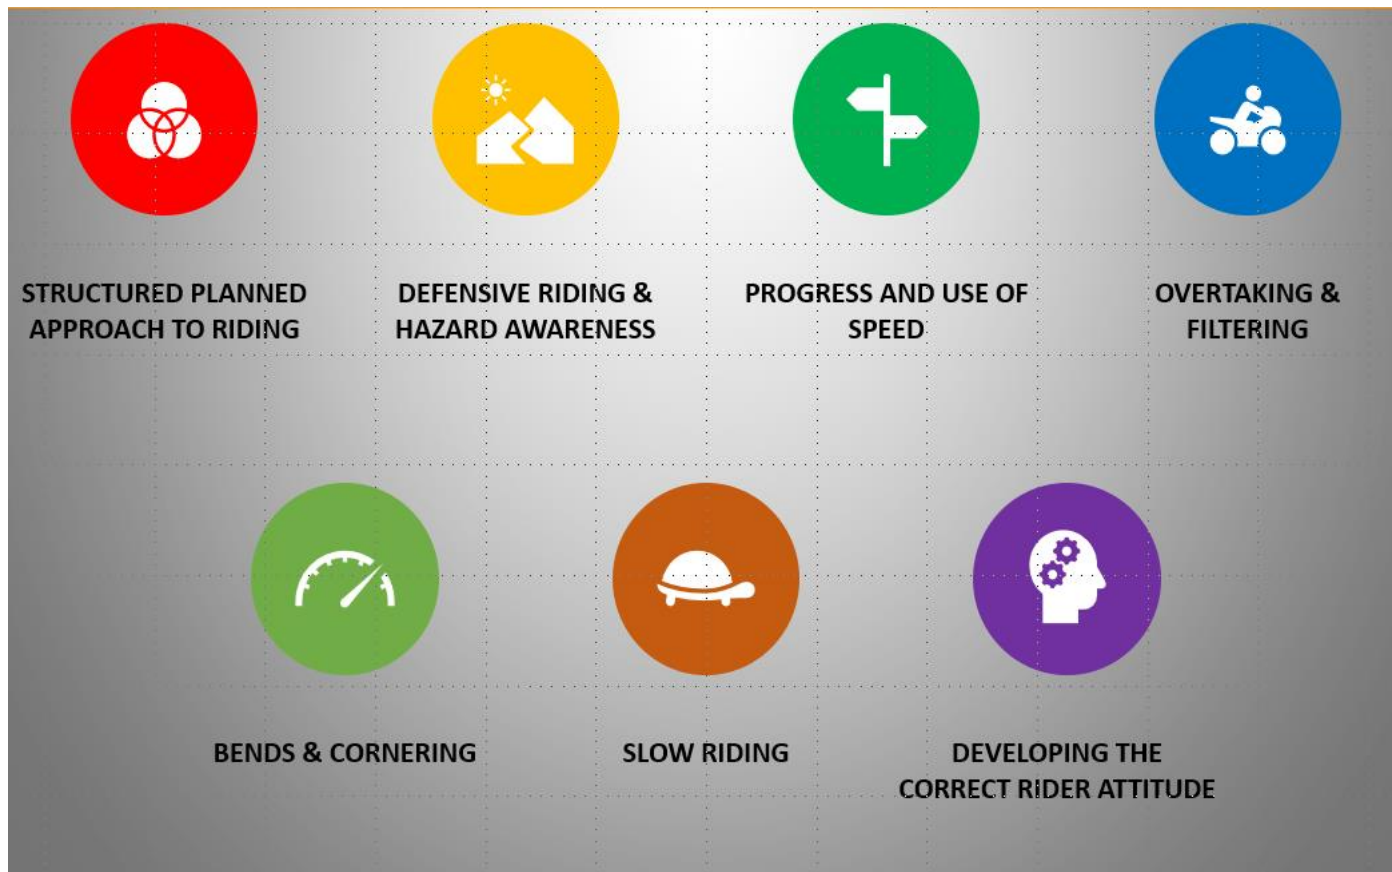 STRUCTURED PLANNED
APPROACH TO RIDING
DEFENSIVE RIDING &
HAZARD AWARENESS
PROGRESS AND USE OF
SPEED
OVERTAKING &
FILTERING
BENDS & CORNERING
SLOW RIDING
DEVELOPING THE
CORRECT RIDER ATTITUDE